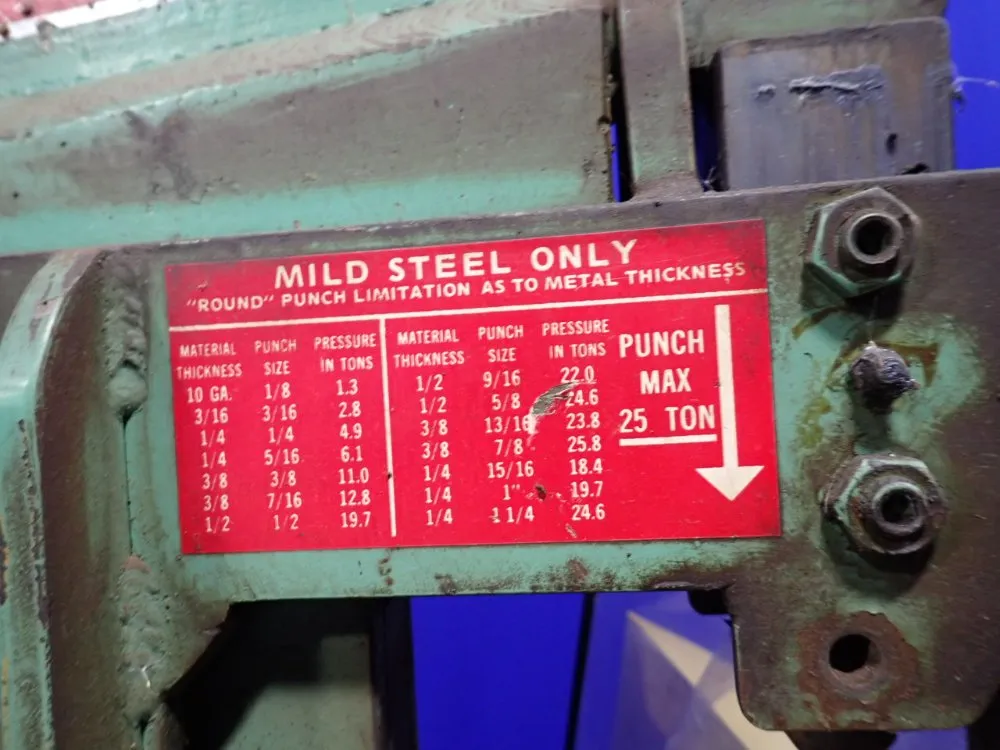 MILD STEEL ONLY
"ROUND" PUNCH LIMITATION AS TO METAL THICKNESS
MATERIAL THICKNESS PUNCH SIZE PRESSURE IN TONS
10 GA. 1/8 1.3
3/16 3/16 2.8
1/4 1/4 4.9
1/4 5/16 6.1
3/8 3/8 11.0
3/8 7/16 12.8
1/2 1/2 19.7
MATERIAL THICKNESS PUNCH SIZE PRESSURE IN TONS
1/2 9/16 22.0
1/2 5/8 24.6
3/8 13/16 23.8
3/8 7/8 25.8
1/4 15/16 18.4
1/4 1" 19.7
1/4 1 1/4 24.6
PUNCH
MAX
25 TON